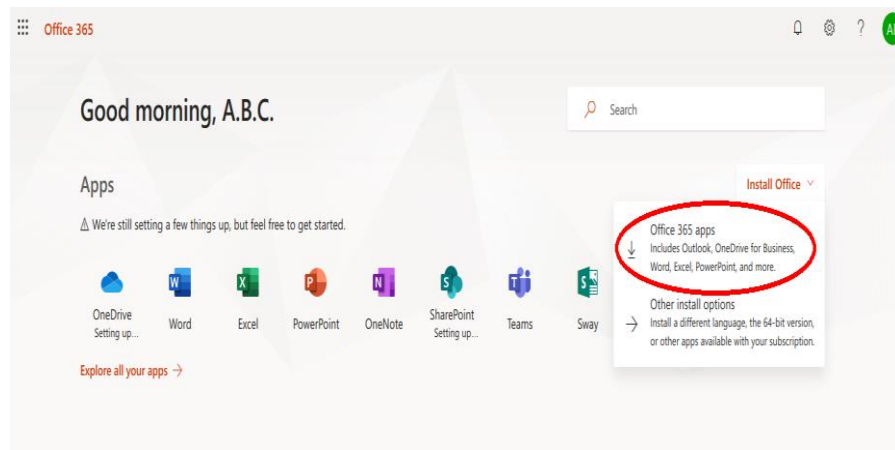 Office 365
?
Good morning, A.B.C.
Search
Apps
Install Office
⚠ We're still setting a few things up, but feel free to get started.
Office 365 apps
Includes Outlook, OneDrive for Business,
Word, Excel, PowerPoint, and more.
Other install options
Install a different language, the 64-bit version,
or other apps available with your subscription.
OneDrive
Setting up...
Word
Excel
PowerPoint
OneNote
SharePoint
Setting up...
Teams
Sway
Explore all your apps →